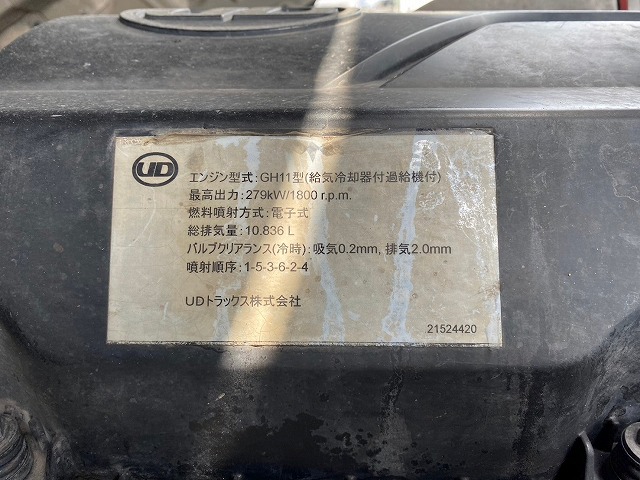 UD
エンジン型式：GH11型(給気冷却器付過給機付)
最高出力：279kW/1800 r.p.m.
燃料噴射方式：電子式
総排気量：10.836 L
バルブクリアランス(冷時)：吸気0.2mm, 排気2.0mm
噴射順序：1-5-3-6-2-4
UDトラックス株式会社
21524420